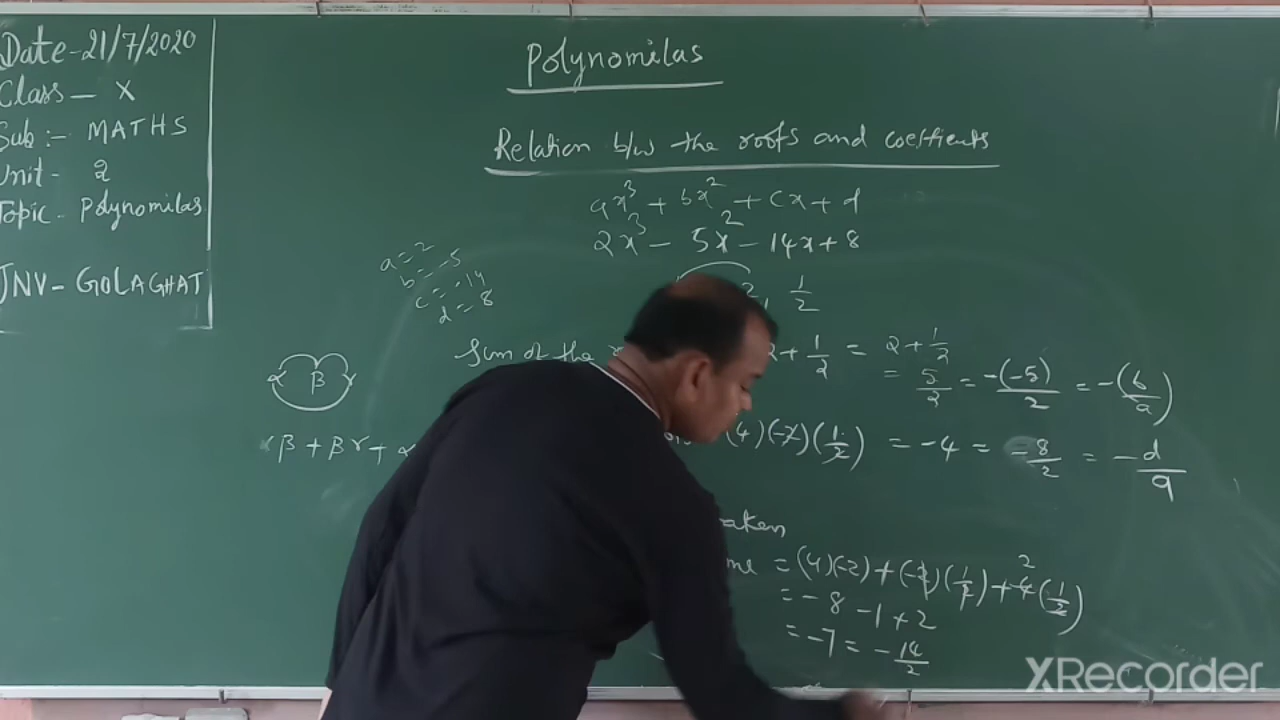 Date-21/7/2020
Class - X
Sub :- MATHS
Unit- 2
Topic - Polynomilas
JNV- GOLAGHAT
Polynomilas
Relation b/w the roots and coefficients
ax³ + bx² + cx + d
2x³ - 5x² - 14x + 8
a = 2
b = -5
c = -14
d = 8
1/2
Sum of the
2 + 1/2 = 2 + 1/2
= 5/2 = -(-5)/2 = -(b/a)
α β γ
αβ + βγ + α
(4)(-2)(1/2) = -4 = -8/2 = -d/a
taken
= (4)(-2) + (-2)(1/2) + 4(1/2)
2
= -8 -1 + 2
= -7 = -14/2
XRecorder